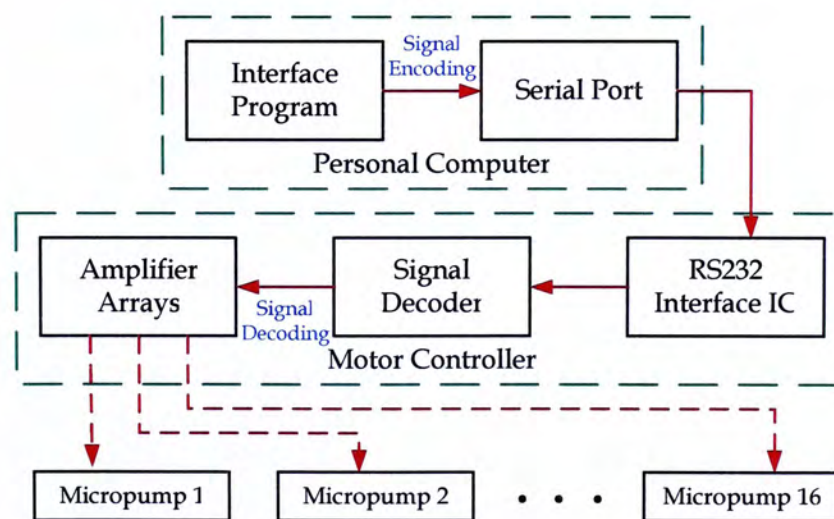 Signal
Encoding
Interface
Program
Serial Port
Personal Computer
Amplifier
Arrays
Signal
Decoding
Signal
Decoder
RS232
Interface IC
Motor Controller
Micropump 1
Micropump 2
• • •
Micropump 16